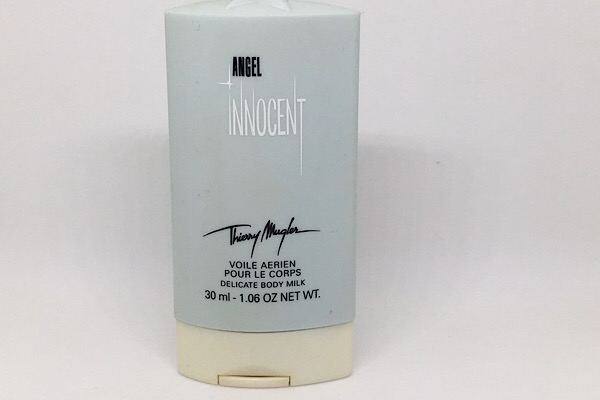 ANGEL
INNOCENT
Thierry Mugler
VOILE AERIEN
POUR LE CORPS
DELICATE BODY MILK
30 ml - 1.06 OZ NET WT.